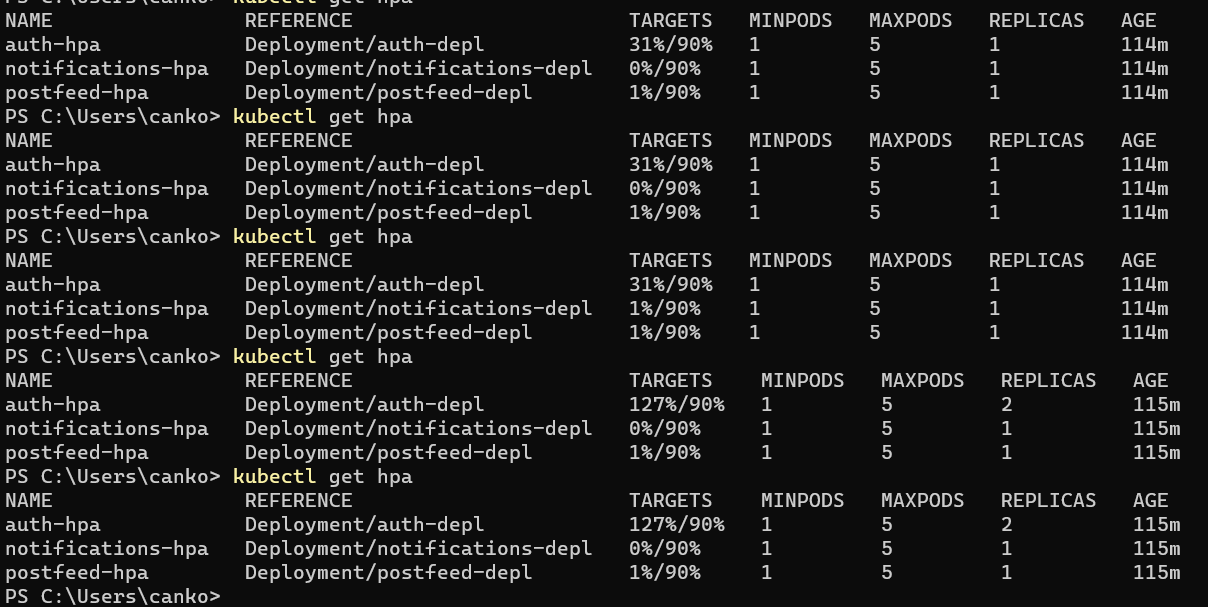 PS C:\Users\canko> kubectl get hpa
NAME                REFERENCE                       TARGETS   MINPODS   MAXPODS   REPLICAS   AGE
auth-hpa            Deployment/auth-depl            31%/90%   1         5         1          114m
notifications-hpa   Deployment/notifications-depl   0%/90%    1         5         1          114m
postfeed-hpa        Deployment/postfeed-depl        1%/90%    1         5         1          114m
PS C:\Users\canko> kubectl get hpa
NAME                REFERENCE                       TARGETS   MINPODS   MAXPODS   REPLICAS   AGE
auth-hpa            Deployment/auth-depl            31%/90%   1         5         1          114m
notifications-hpa   Deployment/notifications-depl   0%/90%    1         5         1          114m
postfeed-hpa        Deployment/postfeed-depl        1%/90%    1         5         1          114m
PS C:\Users\canko> kubectl get hpa
NAME                REFERENCE                       TARGETS   MINPODS   MAXPODS   REPLICAS   AGE
auth-hpa            Deployment/auth-depl            31%/90%   1         5         1          114m
notifications-hpa   Deployment/notifications-depl   1%/90%    1         5         1          114m
postfeed-hpa        Deployment/postfeed-depl        1%/90%    1         5         1          114m
PS C:\Users\canko> kubectl get hpa
NAME                REFERENCE                       TARGETS    MINPODS   MAXPODS   REPLICAS   AGE
auth-hpa            Deployment/auth-depl            127%/90%   1         5         2          115m
notifications-hpa   Deployment/notifications-depl   0%/90%     1         5         1          115m
postfeed-hpa        Deployment/postfeed-depl        1%/90%     1         5         1          115m
PS C:\Users\canko> kubectl get hpa
NAME                REFERENCE                       TARGETS    MINPODS   MAXPODS   REPLICAS   AGE
auth-hpa            Deployment/auth-depl            127%/90%   1         5         2          115m
notifications-hpa   Deployment/notifications-depl   0%/90%     1         5         1          115m
postfeed-hpa        Deployment/postfeed-depl        1%/90%     1         5         1          115m
PS C:\Users\canko>